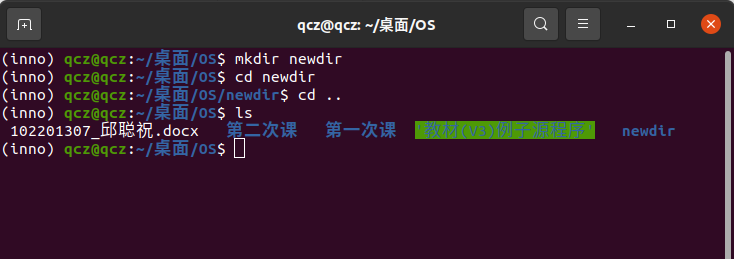 qcz@qcz: ~/桌面/OS
(inno) qcz@qcz:~/桌面/OS$ mkdir newdir
(inno) qcz@qcz:~/桌面/OS$ cd newdir
(inno) qcz@qcz:~/桌面/OS/newdir$ cd ..
(inno) qcz@qcz:~/桌面/OS$ ls
102201307_邱聪祝.docx 第二次课 第一次课 '教材(V3)例子源程序' newdir
(inno) qcz@qcz:~/桌面/OS$